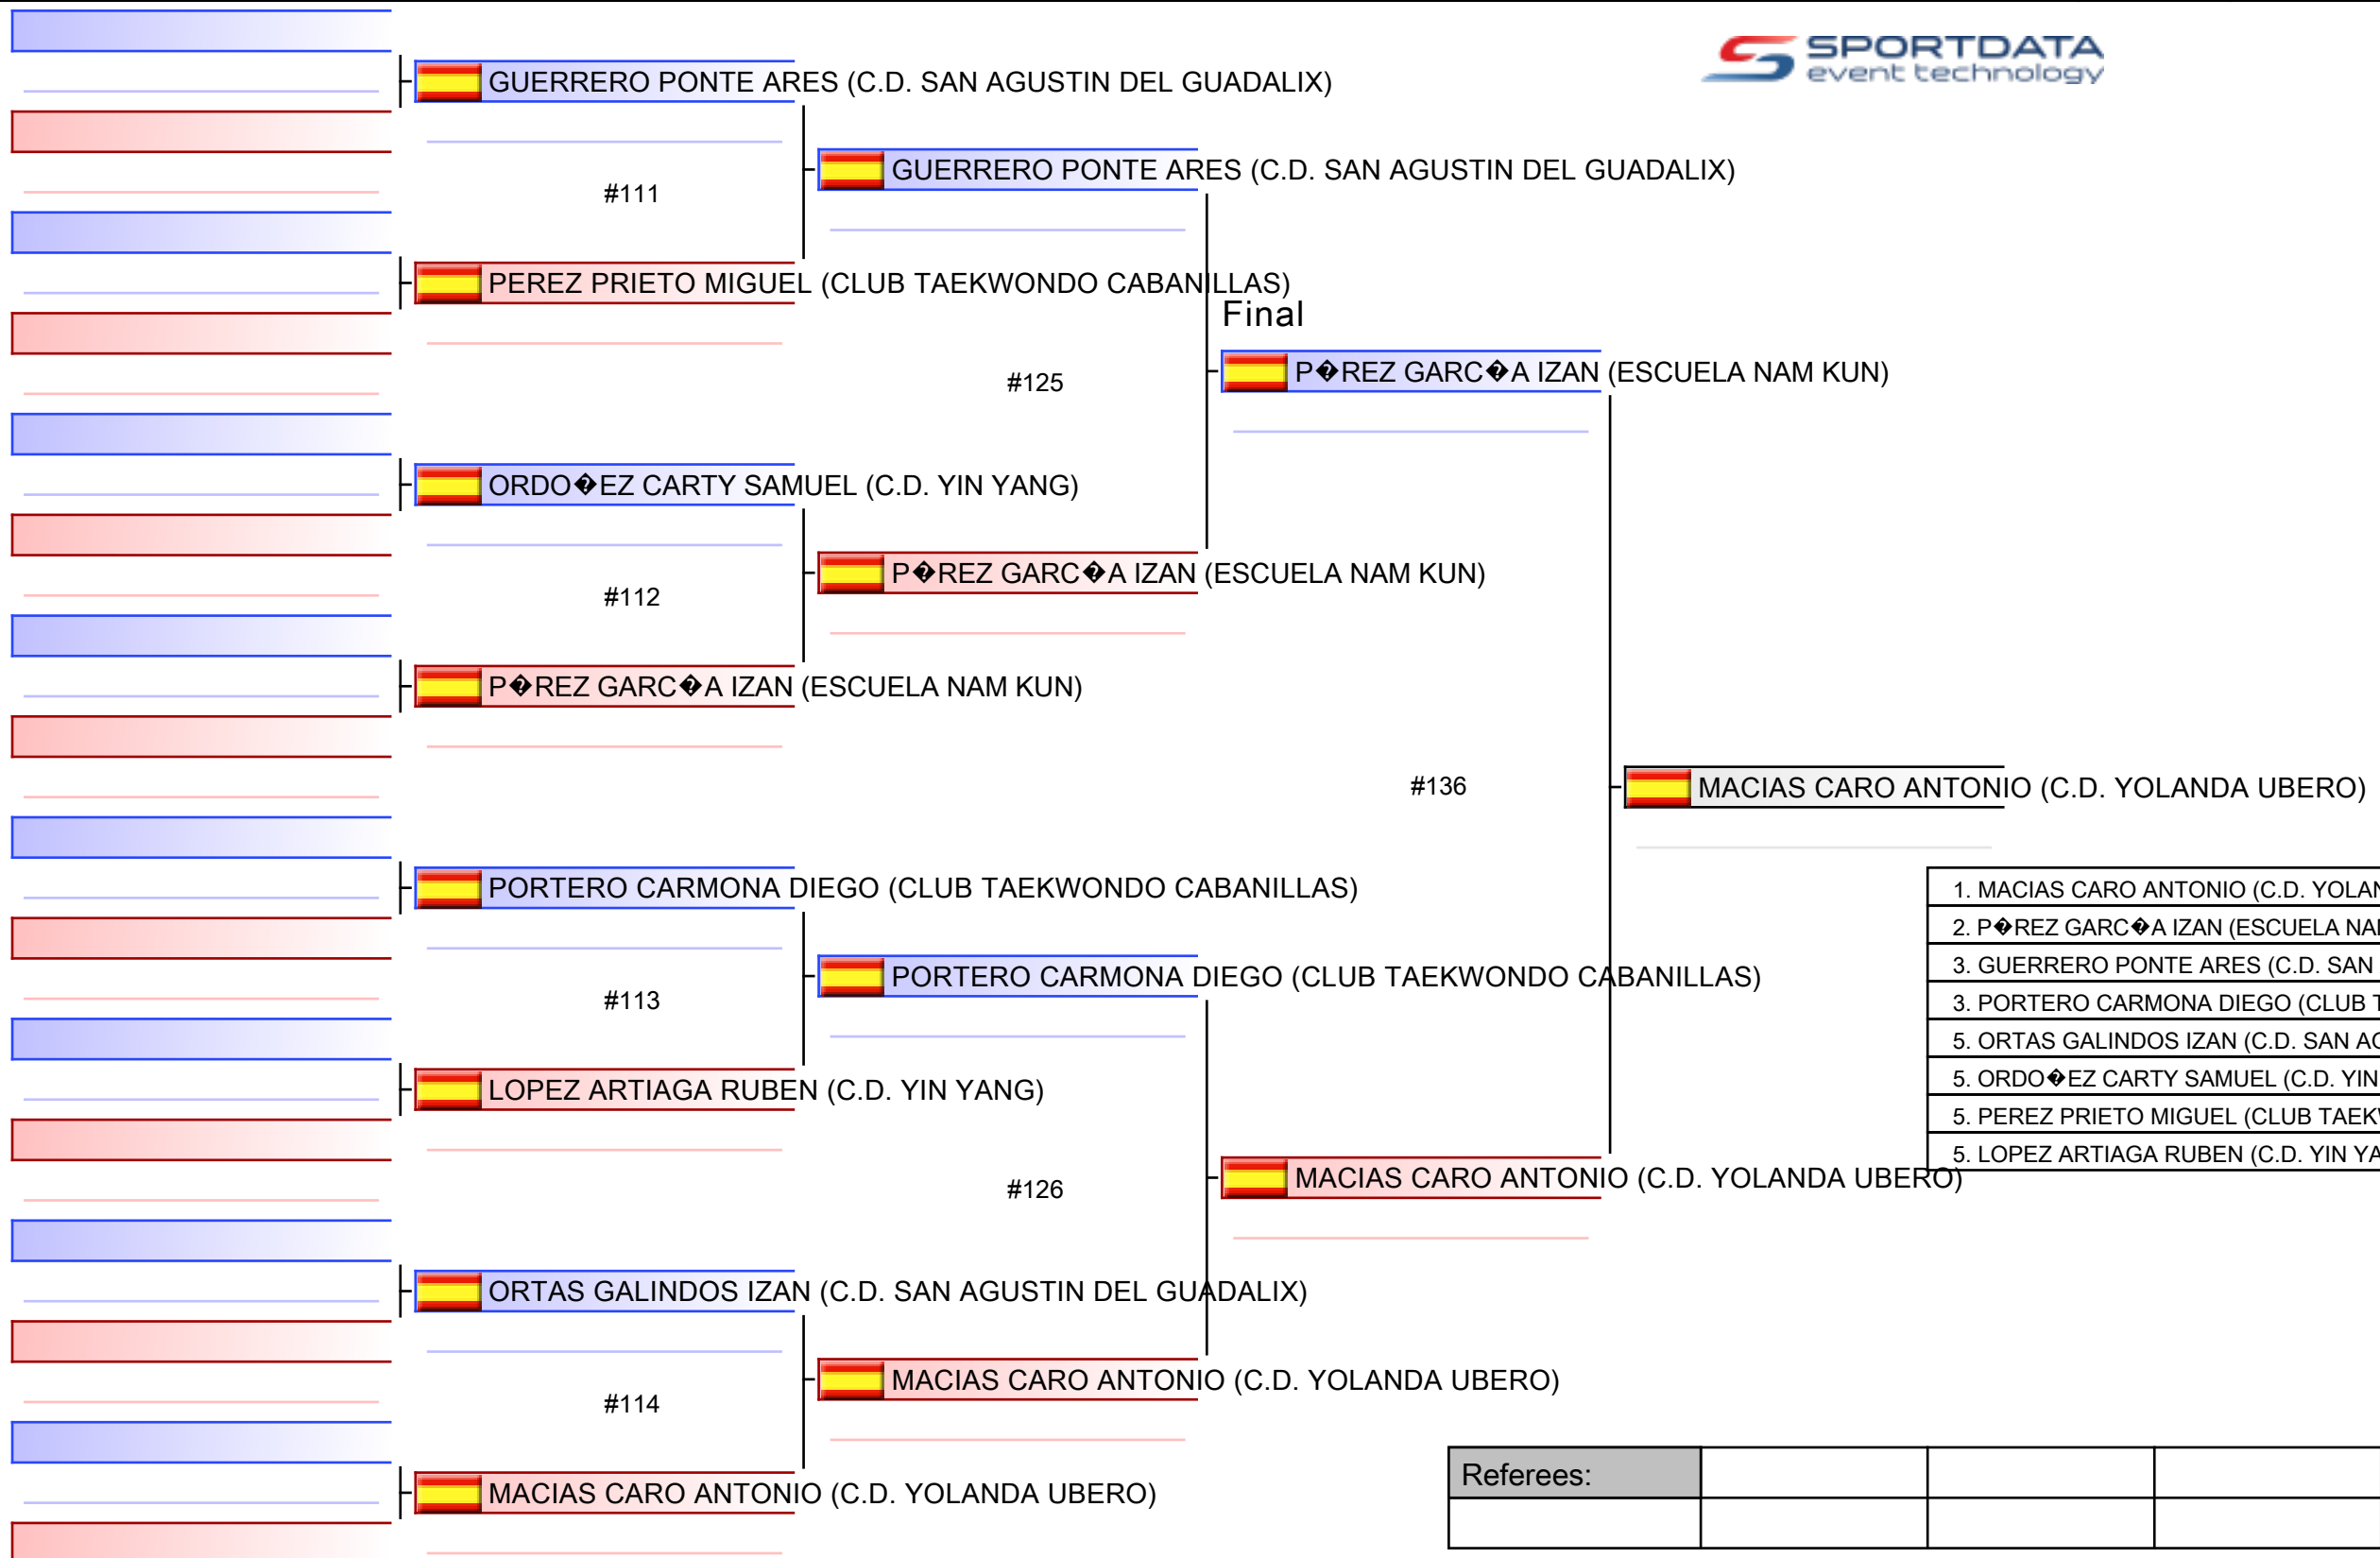 SPORTDATA
event technology
GUERRERO PONTE ARES (C.D. SAN AGUSTIN DEL GUADALIX)
GUERRERO PONTE ARES (C.D. SAN AGUSTIN DEL GUADALIX)
#111
PEREZ PRIETO MIGUEL (CLUB TAEKWONDO CABANILLAS)
Final
P�REZ GARC�A IZAN (ESCUELA NAM KUN)
#125
ORDO�EZ CARTY SAMUEL (C.D. YIN YANG)
P�REZ GARC�A IZAN (ESCUELA NAM KUN)
#112
P�REZ GARC�A IZAN (ESCUELA NAM KUN)
#136
MACIAS CARO ANTONIO (C.D. YOLANDA UBERO)
PORTERO CARMONA DIEGO (CLUB TAEKWONDO CABANILLAS)
1. MACIAS CARO ANTONIO (C.D. YOLAN
2. P�REZ GARC�A IZAN (ESCUELA NAM
3. GUERRERO PONTE ARES (C.D. SAN
3. PORTERO CARMONA DIEGO (CLUB T
5. ORTAS GALINDOS IZAN (C.D. SAN AG
5. ORDO�EZ CARTY SAMUEL (C.D. YIN
5. PEREZ PRIETO MIGUEL (CLUB TAEKW
5. LOPEZ ARTIAGA RUBEN (C.D. YIN YA
PORTERO CARMONA DIEGO (CLUB TAEKWONDO CABANILLAS)
#113
LOPEZ ARTIAGA RUBEN (C.D. YIN YANG)
#126
MACIAS CARO ANTONIO (C.D. YOLANDA UBERO)
ORTAS GALINDOS IZAN (C.D. SAN AGUSTIN DEL GUADALIX)
MACIAS CARO ANTONIO (C.D. YOLANDA UBERO)
#114
MACIAS CARO ANTONIO (C.D. YOLANDA UBERO)
Referees: